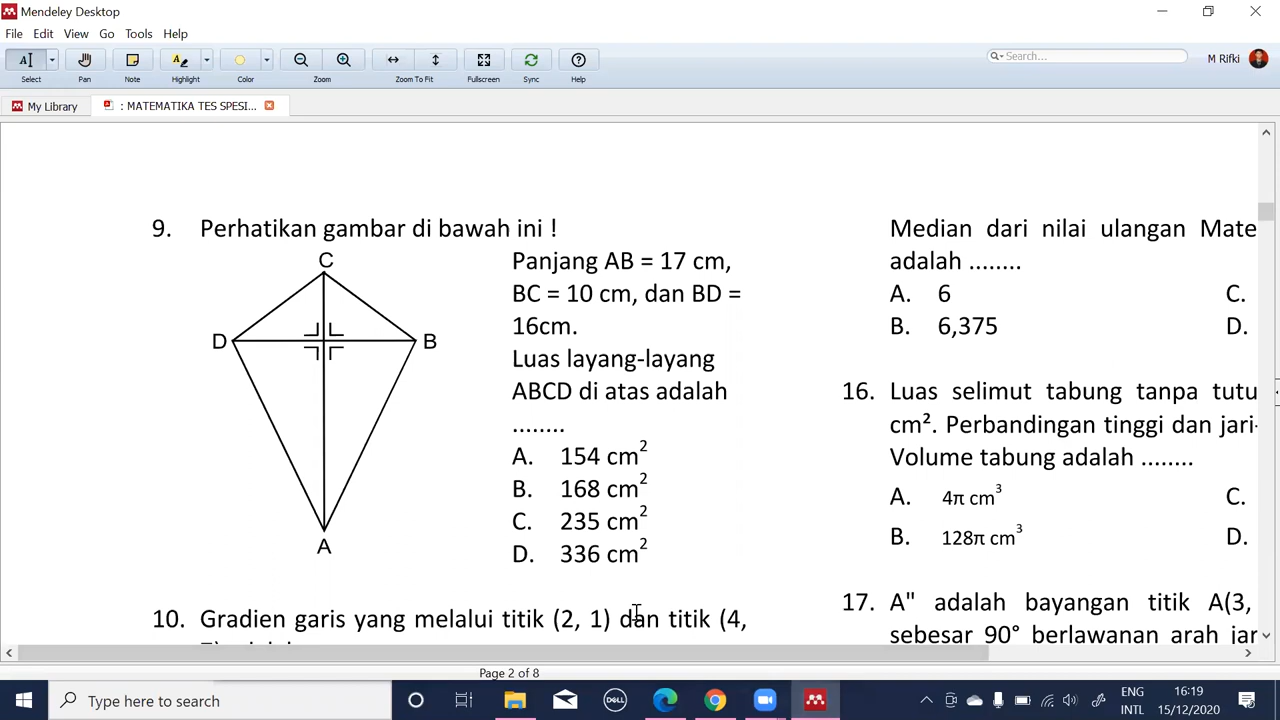 Mendeley Desktop
File Edit View Go Tools Help
Select Pan Note Highlight Color Zoom Zoom To Fit Fullscreen Sync Help
Search...
M Rifki
My Library
: MATEMATIKA TES SPESI...
9. Perhatikan gambar di bawah ini !
C
D
B
A
Panjang AB = 17 cm,
BC = 10 cm, dan BD =
16cm.
Luas layang-layang
ABCD di atas adalah
........
A. 154 cm²
B. 168 cm²
C. 235 cm²
D. 336 cm²
10. Gradien garis yang melalui titik (2, 1) dan titik (4,
Median dari nilai ulangan Mate
adalah ........
A. 6 C.
B. 6,375 D.
16. Luas selimut tabung tanpa tutu
cm². Perbandingan tinggi dan jari-
Volume tabung adalah ........
A. 4π cm³ C.
B. 128π cm³ D.
17. A" adalah bayangan titik A(3,
sebesar 90° berlawanan arah jar
Page 2 of 8
Type here to search
DELL
ENG
INTL
16:19
15/12/2020